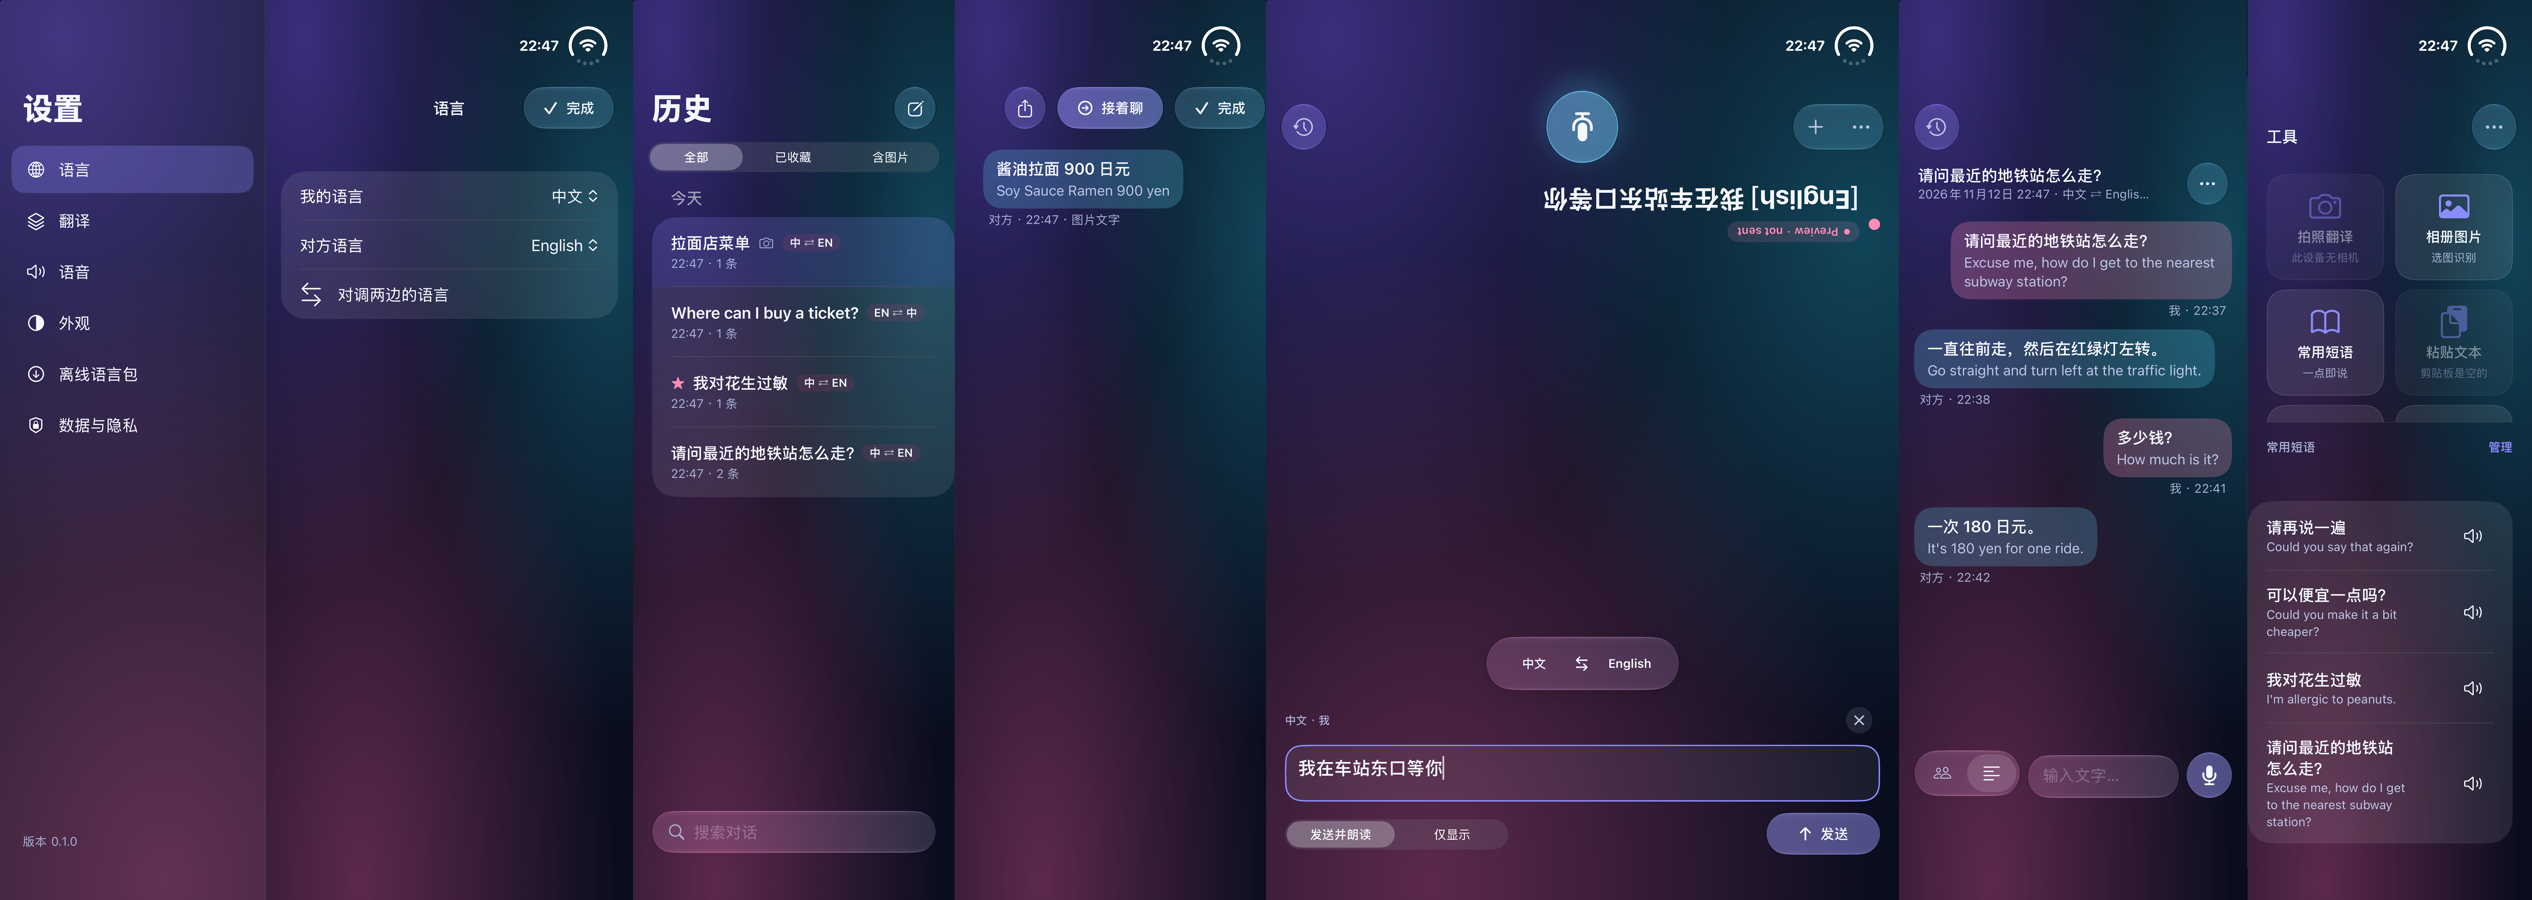 设置
语言
翻译
语音
外观
离线语言包
数据与隐私
版本 0.1.0
22:47
语言
完成
我的语言
中文
对方语言
English
对调两边的语言
历史
全部
已收藏
含图片
今天
拉面店菜单 中 ⇌ EN
22:47 · 1 条
Where can I buy a ticket? EN ⇌ 中
22:47 · 1 条
我对花生过敏 中 ⇌ EN
22:47 · 1 条
请问最近的地铁站怎么走? 中 ⇌ EN
22:47 · 2 条
搜索对话
22:47
接着聊
完成
酱油拉面 900 日元
Soy Sauce Ramen 900 yen
对方 · 22:47 · 图片文字
22:47
[English] 我在车站东口等你
Preview · not sent
中文
English
中文 · 我
我在车站东口等你
发送并朗读
仅显示
发送
请问最近的地铁站怎么走?
2026年11月12日 22:47 · 中文 ⇌ Englis...
请问最近的地铁站怎么走?
Excuse me, how do I get to the nearest
subway station?
我 · 22:37
一直往前走，然后在红绿灯左转。
Go straight and turn left at the traffic light.
对方 · 22:38
多少钱?
How much is it?
我 · 22:41
一次 180 日元。
It's 180 yen for one ride.
对方 · 22:42
输入文字...
22:47
工具
拍照翻译
此设备无相机
相册图片
选图识别
常用短语
一点即说
粘贴文本
剪贴板是空的
常用短语
管理
请再说一遍
Could you say that again?
可以便宜一点吗?
Could you make it a bit
cheaper?
我对花生过敏
I'm allergic to peanuts.
请问最近的地铁站
怎么走?
Excuse me, how do I get
to the nearest subway
station?